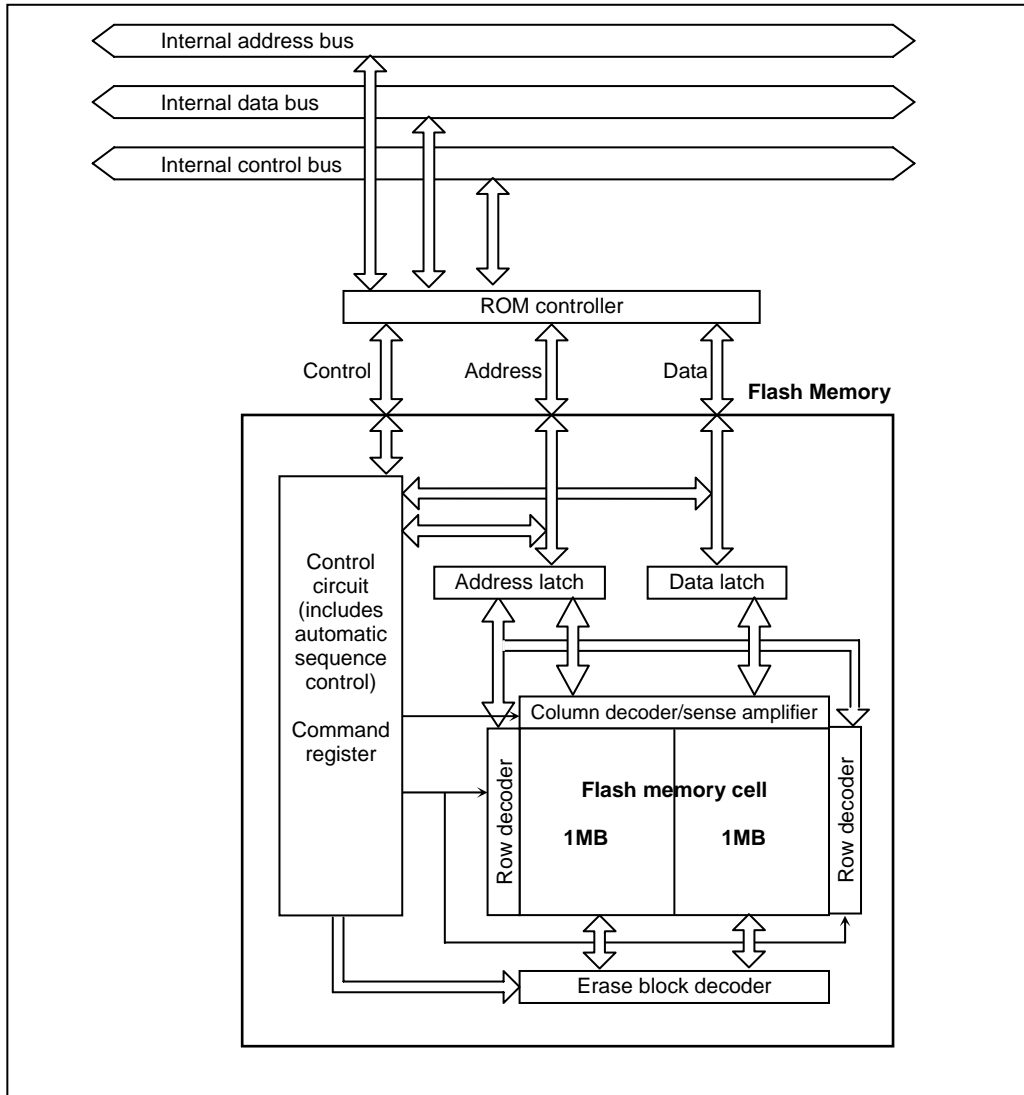 Internal address bus
Internal data bus
Internal control bus
ROM controller
Control
Address
Data
Flash Memory
Control
circuit
(includes
automatic
sequence
control)
Command
register
Address latch
Data latch
Column decoder/sense amplifier
Row decoder
Flash memory cell
1MB
1MB
Row decoder
Erase block decoder